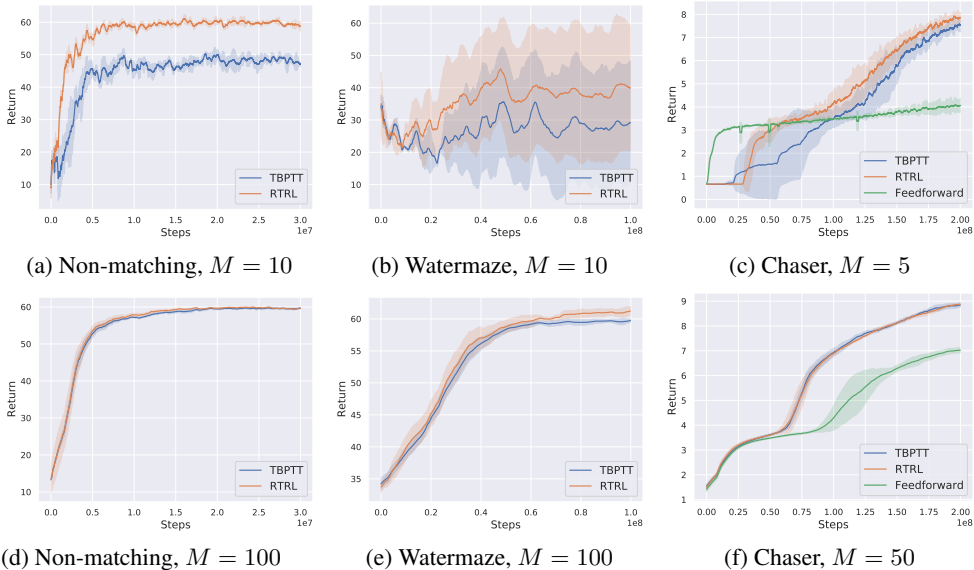 60
50
40
30
20
10
Return
0.0 0.5 1.0 1.5 2.0 2.5 3.0
Steps
1e7
TBPTT
RTRL
(a) Non-matching, M = 10
60
50
40
30
20
10
Return
0.0 0.2 0.4 0.6 0.8 1.0
Steps
1e8
TBPTT
RTRL
(b) Watermaze, M = 10
8
7
6
5
4
3
2
1
0
Return
0.00 0.25 0.50 0.75 1.00 1.25 1.50 1.75 2.00
Steps
1e8
TBPTT
RTRL
Feedforward
(c) Chaser, M = 5
60
50
40
30
20
10
Return
0.0 0.5 1.0 1.5 2.0 2.5 3.0
Steps
1e7
TBPTT
RTRL
(d) Non-matching, M = 100
60
55
50
45
40
35
Return
0.0 0.2 0.4 0.6 0.8 1.0
Steps
1e8
TBPTT
RTRL
(e) Watermaze, M = 100
9
8
7
6
5
4
3
2
1
Return
0.00 0.25 0.50 0.75 1.00 1.25 1.50 1.75 2.00
Steps
1e8
TBPTT
RTRL
Feedforward
(f) Chaser, M = 50